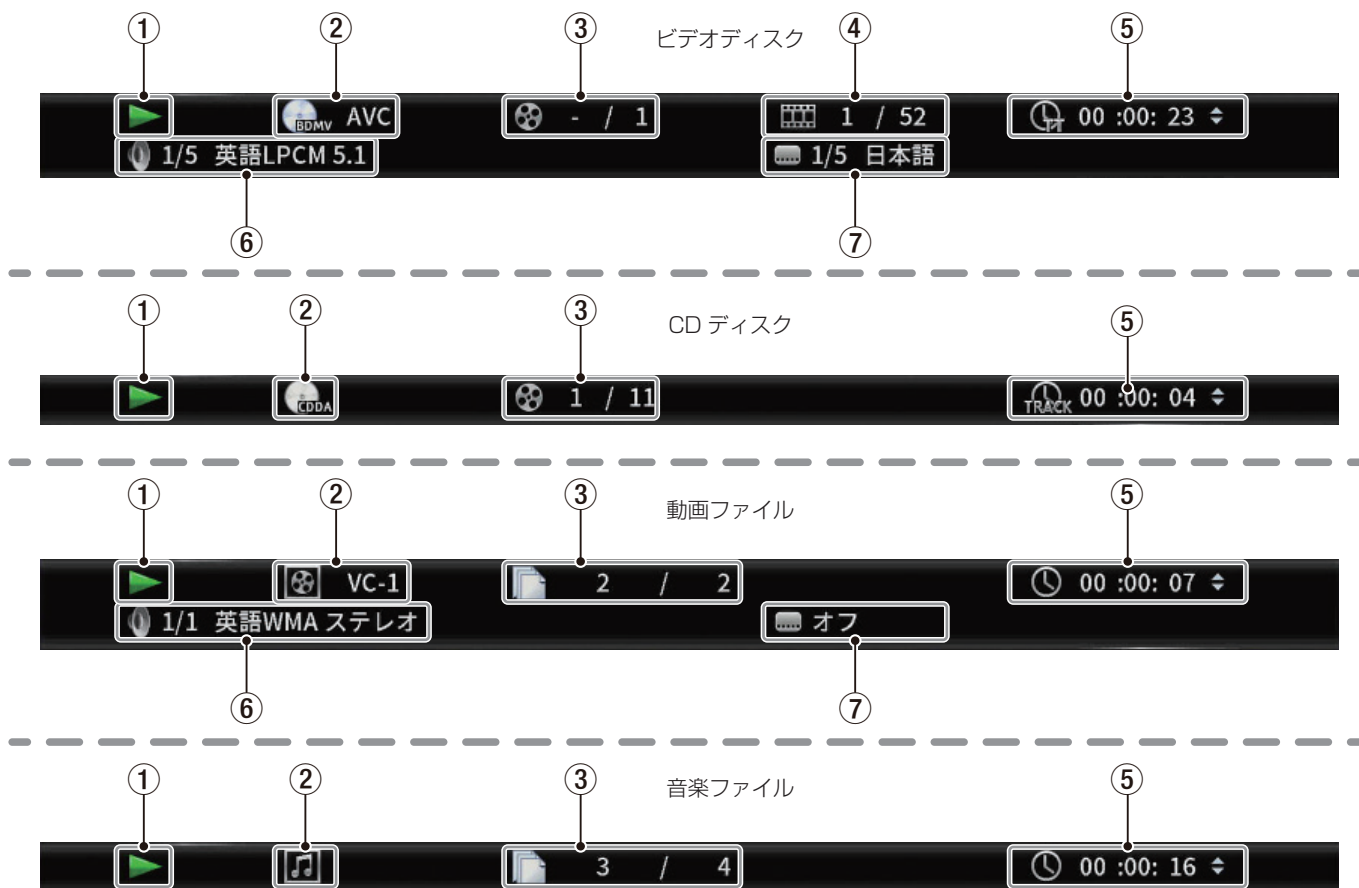 ① ② ③ ビデオディスク ④ ⑤
BDMV AVC - / 1 1 / 52 TT 00 :00: 23
1/5 英語LPCM 5.1 1/5 日本語
⑥ ⑦
① ② ③ CD ディスク ⑤
CDDA 1 / 11 TRACK 00 :00: 04
① ② ③ 動画ファイル ⑤
VC-1 2 / 2 00 :00: 07
1/1 英語WMA ステレオ オフ
⑥ ⑦
① ② ③ 音楽ファイル ⑤
3 / 4 00 :00: 16